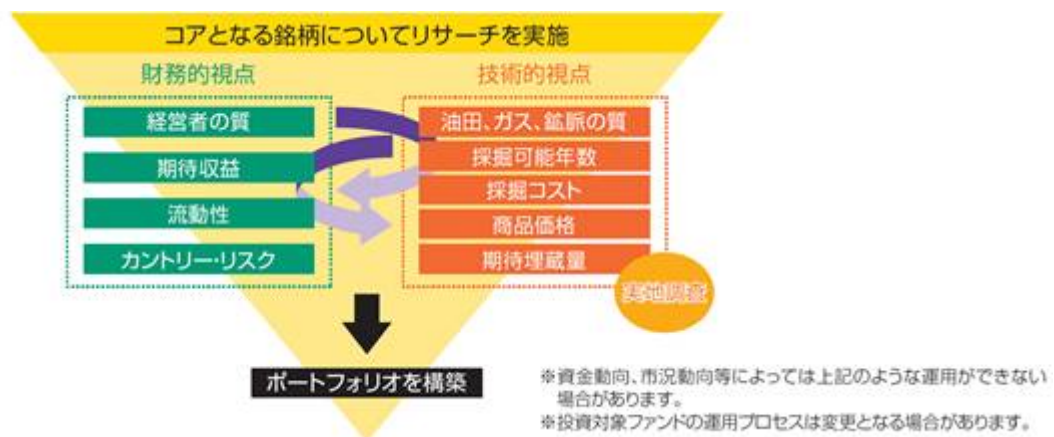 コアとなる銘柄についてリサーチを実施
財務的視点
経営者の質
期待収益
流動性
カントリー・リスク
技術的視点
油田、ガス、鉱脈の質
採掘可能年数
採掘コスト
商品価格
期待埋蔵量
実地調査
ポートフォリオを構築
※資金動向、市況動向等によっては上記のような運用ができない
場合があります。
※投資対象ファンドの運用プロセスは変更となる場合があります。